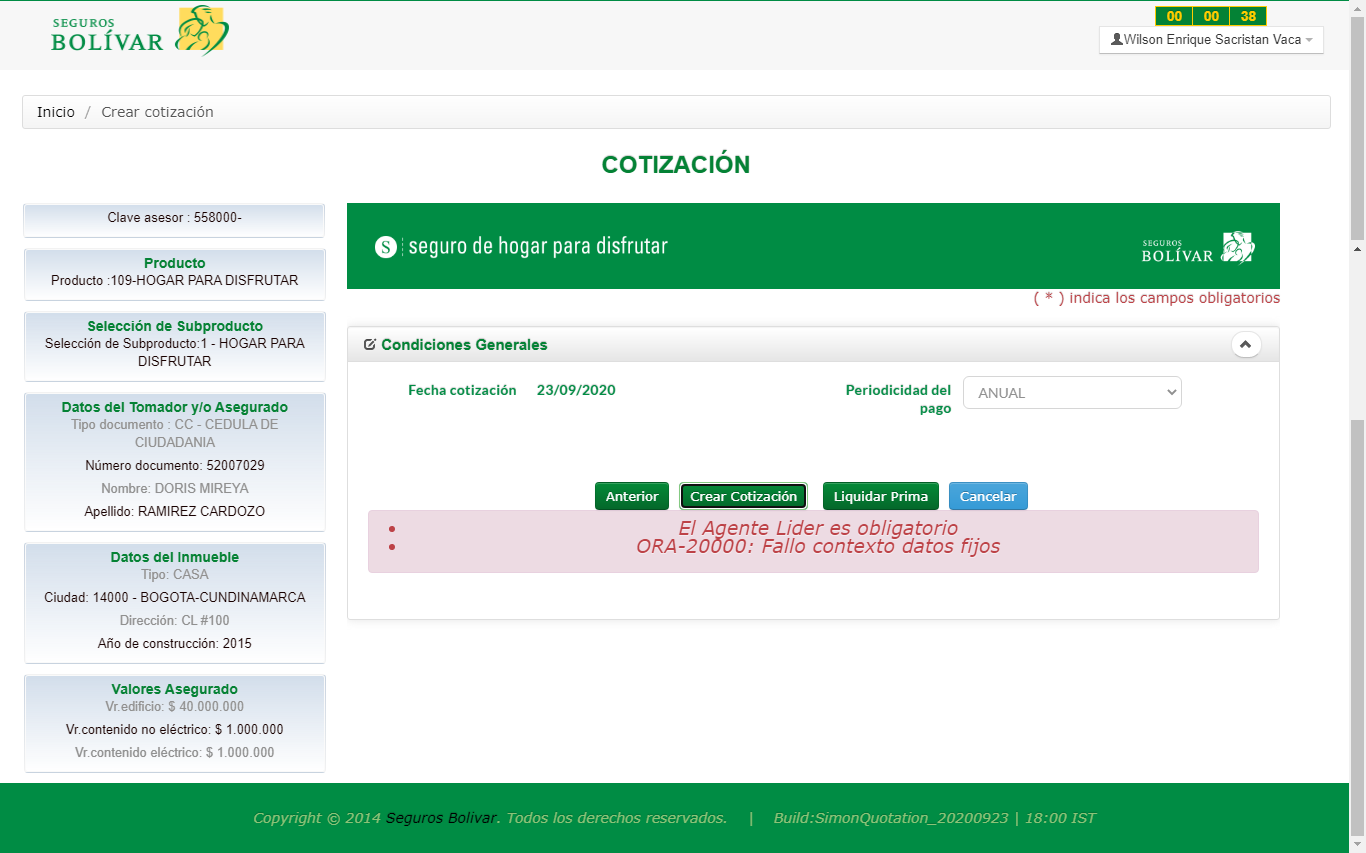 SEGUROS
BOLÍVAR
00 00 38
Wilson Enrique Sacristan Vaca
Inicio / Crear cotización
COTIZACIÓN
Clave asesor : 558000-
Producto
Producto :109-HOGAR PARA DISFRUTAR
Selección de Subproducto
Selección de Subproducto:1 - HOGAR PARA
DISFRUTAR
Datos del Tomador y/o Asegurado
Tipo documento : CC - CEDULA DE
CIUDADANIA
Número documento: 52007029
Nombre: DORIS MIREYA
Apellido: RAMIREZ CARDOZO
Datos del Inmueble
Tipo: CASA
Ciudad: 14000 - BOGOTA-CUNDINAMARCA
Dirección: CL #100
Año de construcción: 2015
Valores Asegurado
Vr.edificio: $ 40.000.000
Vr.contenido no eléctrico: $ 1.000.000
Vr.contenido eléctrico: $ 1.000.000
S seguro de hogar para disfrutar
SEGUROS
BOLÍVAR
( * ) indica los campos obligatorios
Condiciones Generales
Fecha cotización 23/09/2020
Periodicidad del
pago
ANUAL
Anterior Crear Cotización Liquidar Prima Cancelar
• El Agente Lider es obligatorio
• ORA-20000: Fallo contexto datos fijos
Copyright © 2014 Seguros Bolivar. Todos los derechos reservados. | Build:SimonQuotation_20200923 | 18:00 IST